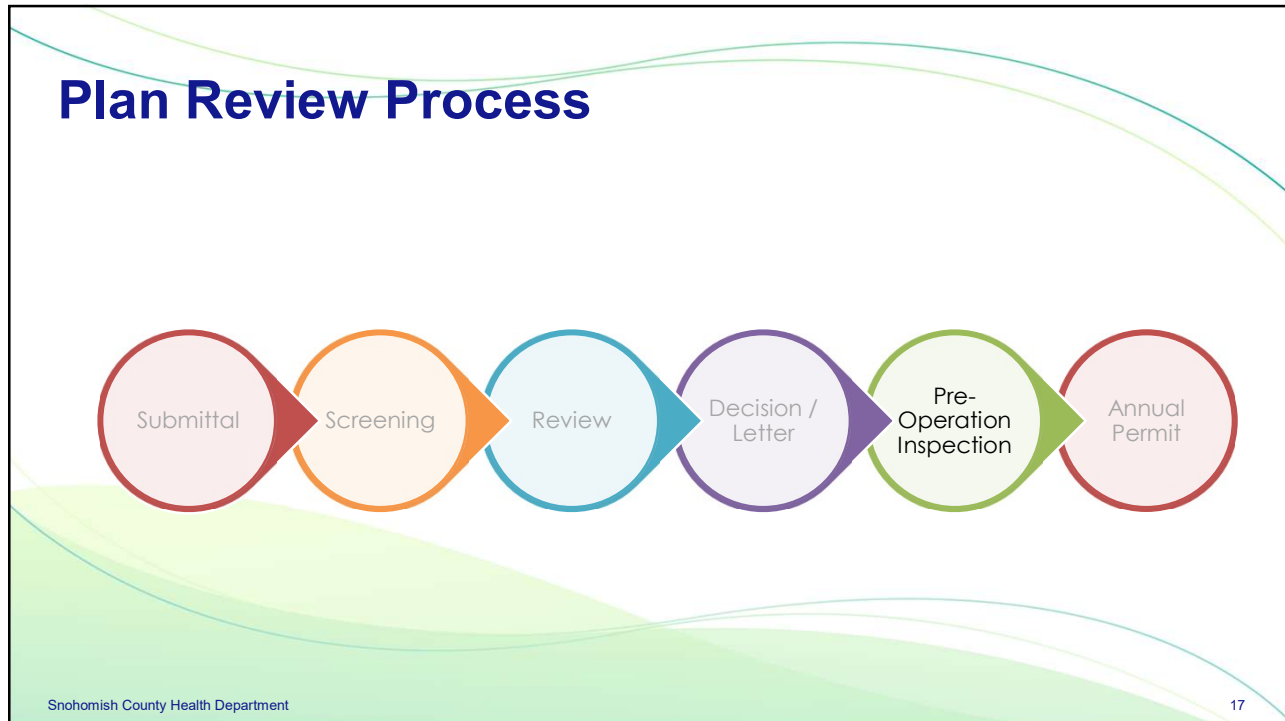 Plan Review Process
Submittal
Screening
Review
Decision /
Letter
Pre-
Operation
Inspection
Annual
Permit
Snohomish County Health Department
17